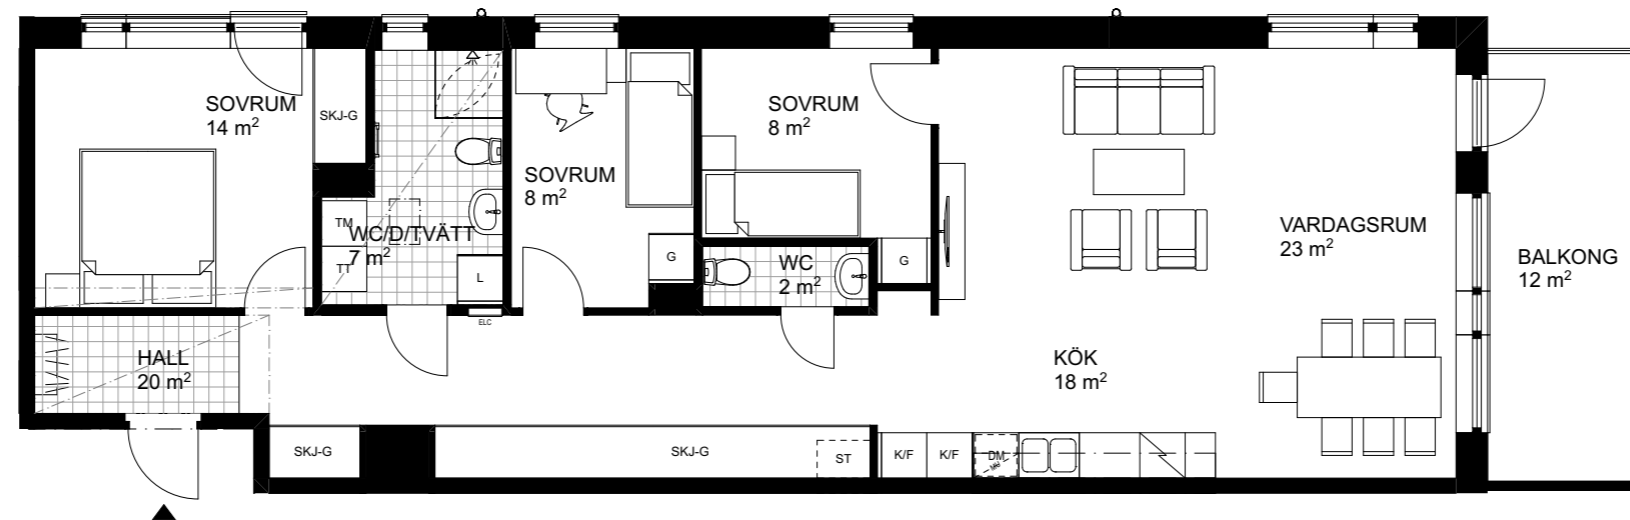 SOVRUM
14 m²
SKJ-G
SOVRUM
8 m²
SOVRUM
8 m²
TM
WC/D/TVÄTT
7 m²
TT
L
G
WC
2 m²
G
VARDAGSRUM
23 m²
BALKONG
12 m²
ELC
HALL
20 m²
KÖK
18 m²
SKJ-G
SKJ-G
ST
K/F
K/F
DM